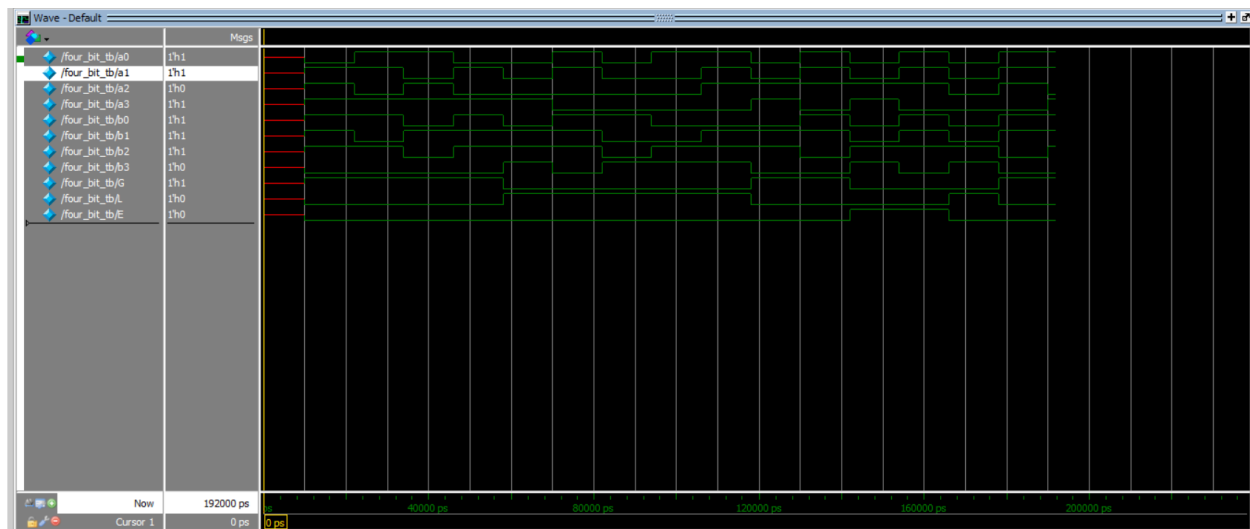 Wave - Default
Msgs
/four_bit_tb/a0 1'h1
/four_bit_tb/a1 1'h1
/four_bit_tb/a2 1'h0
/four_bit_tb/a3 1'h1
/four_bit_tb/b0 1'h1
/four_bit_tb/b1 1'h1
/four_bit_tb/b2 1'h1
/four_bit_tb/b3 1'h0
/four_bit_tb/G 1'h1
/four_bit_tb/L 1'h0
/four_bit_tb/E 1'h0
Now 192000 ps ps 40000 ps 80000 ps 120000 ps 160000 ps 200000 ps
Cursor 1 0 ps 0 ps